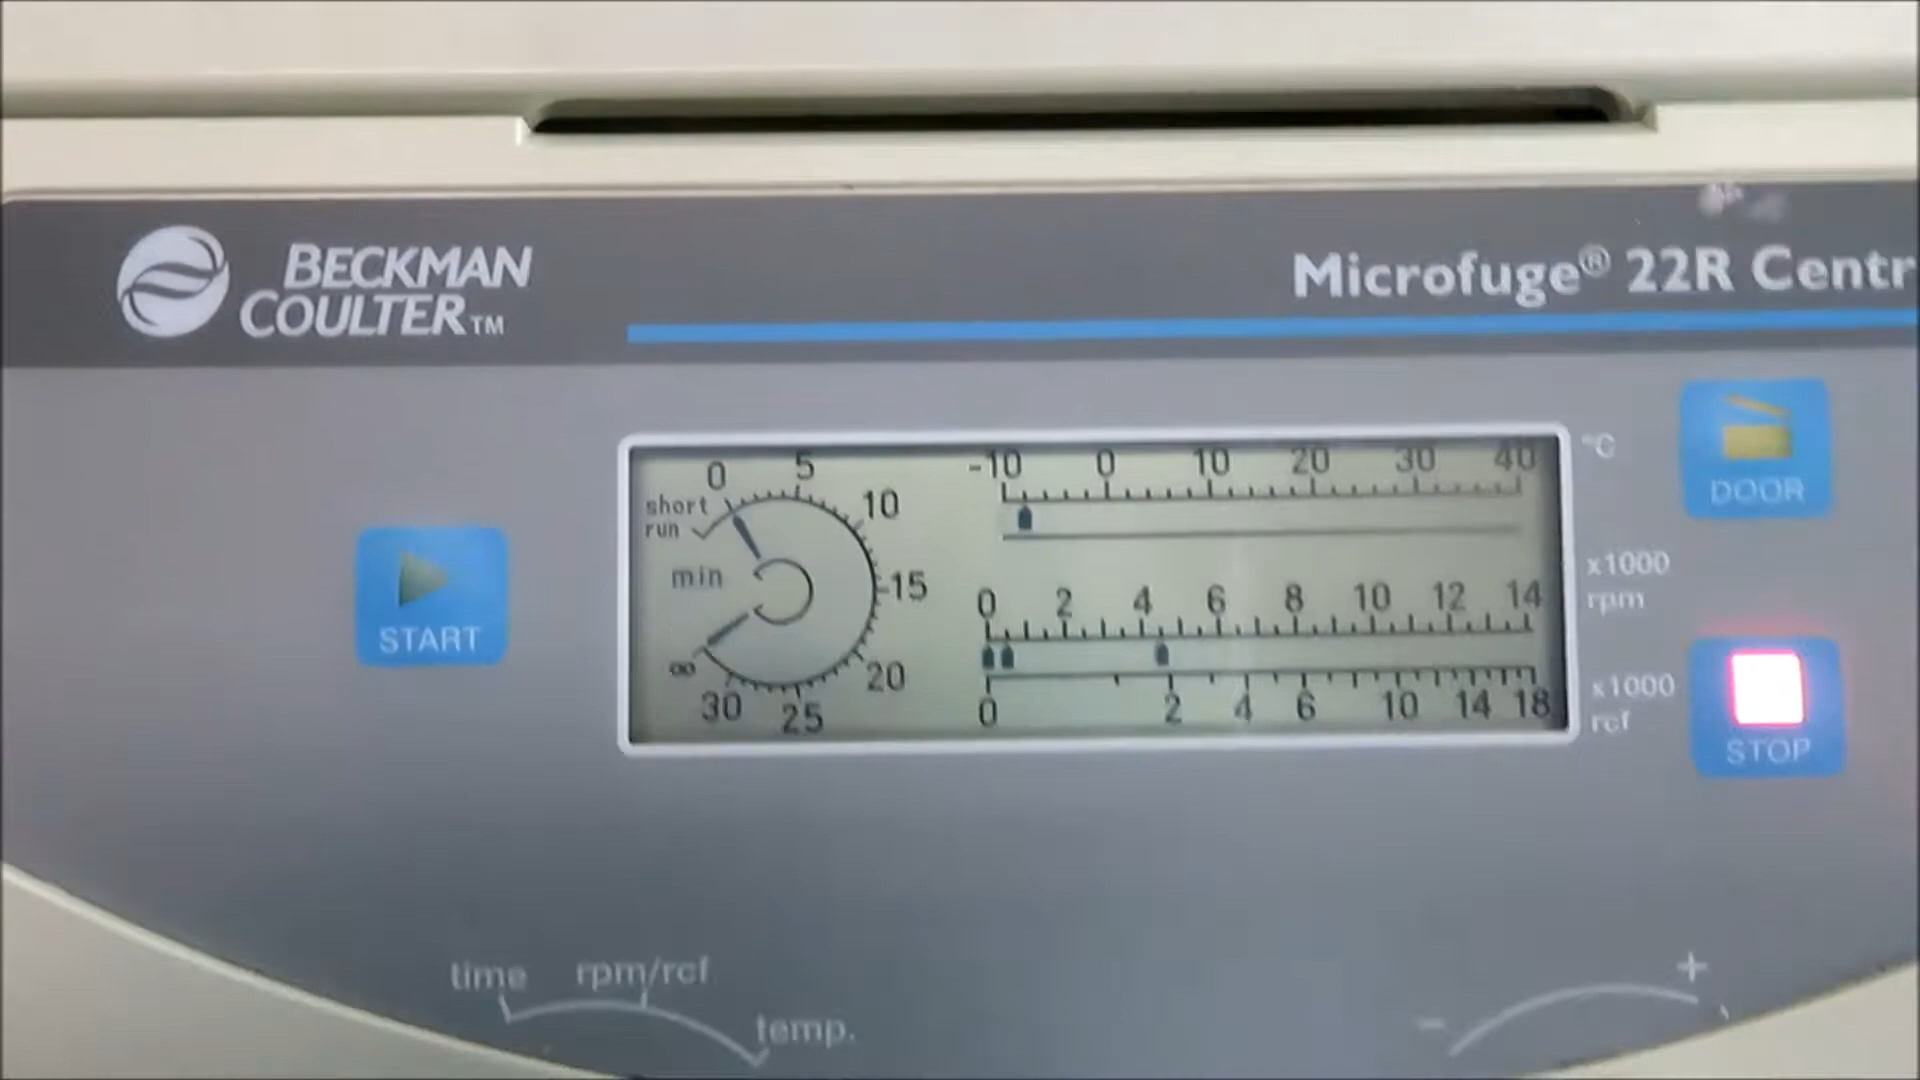 BECKMAN
COULTER™
Microfuge® 22R Centr
START
short
run
min
0
5
10
15
20
25
30
∞
-10 0 10 20 30 40
°C
0 2 4 6 8 10 12 14
x1000
rpm
0 2 4 6 10 14 18
x1000
rcf
DOOR
STOP
time rpm/rcf temp.
- +